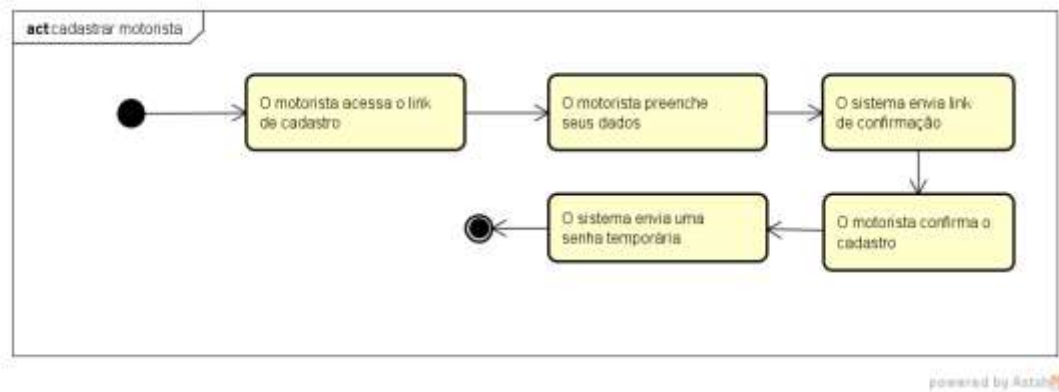 act cadastrar motorista
O motorista acessa o link
de cadastro
O motorista preenche
seus dados
O sistema envia link
de confirmação
O sistema envia uma
senha temporária
O motorista confirma o
cadastro
powered by Astah